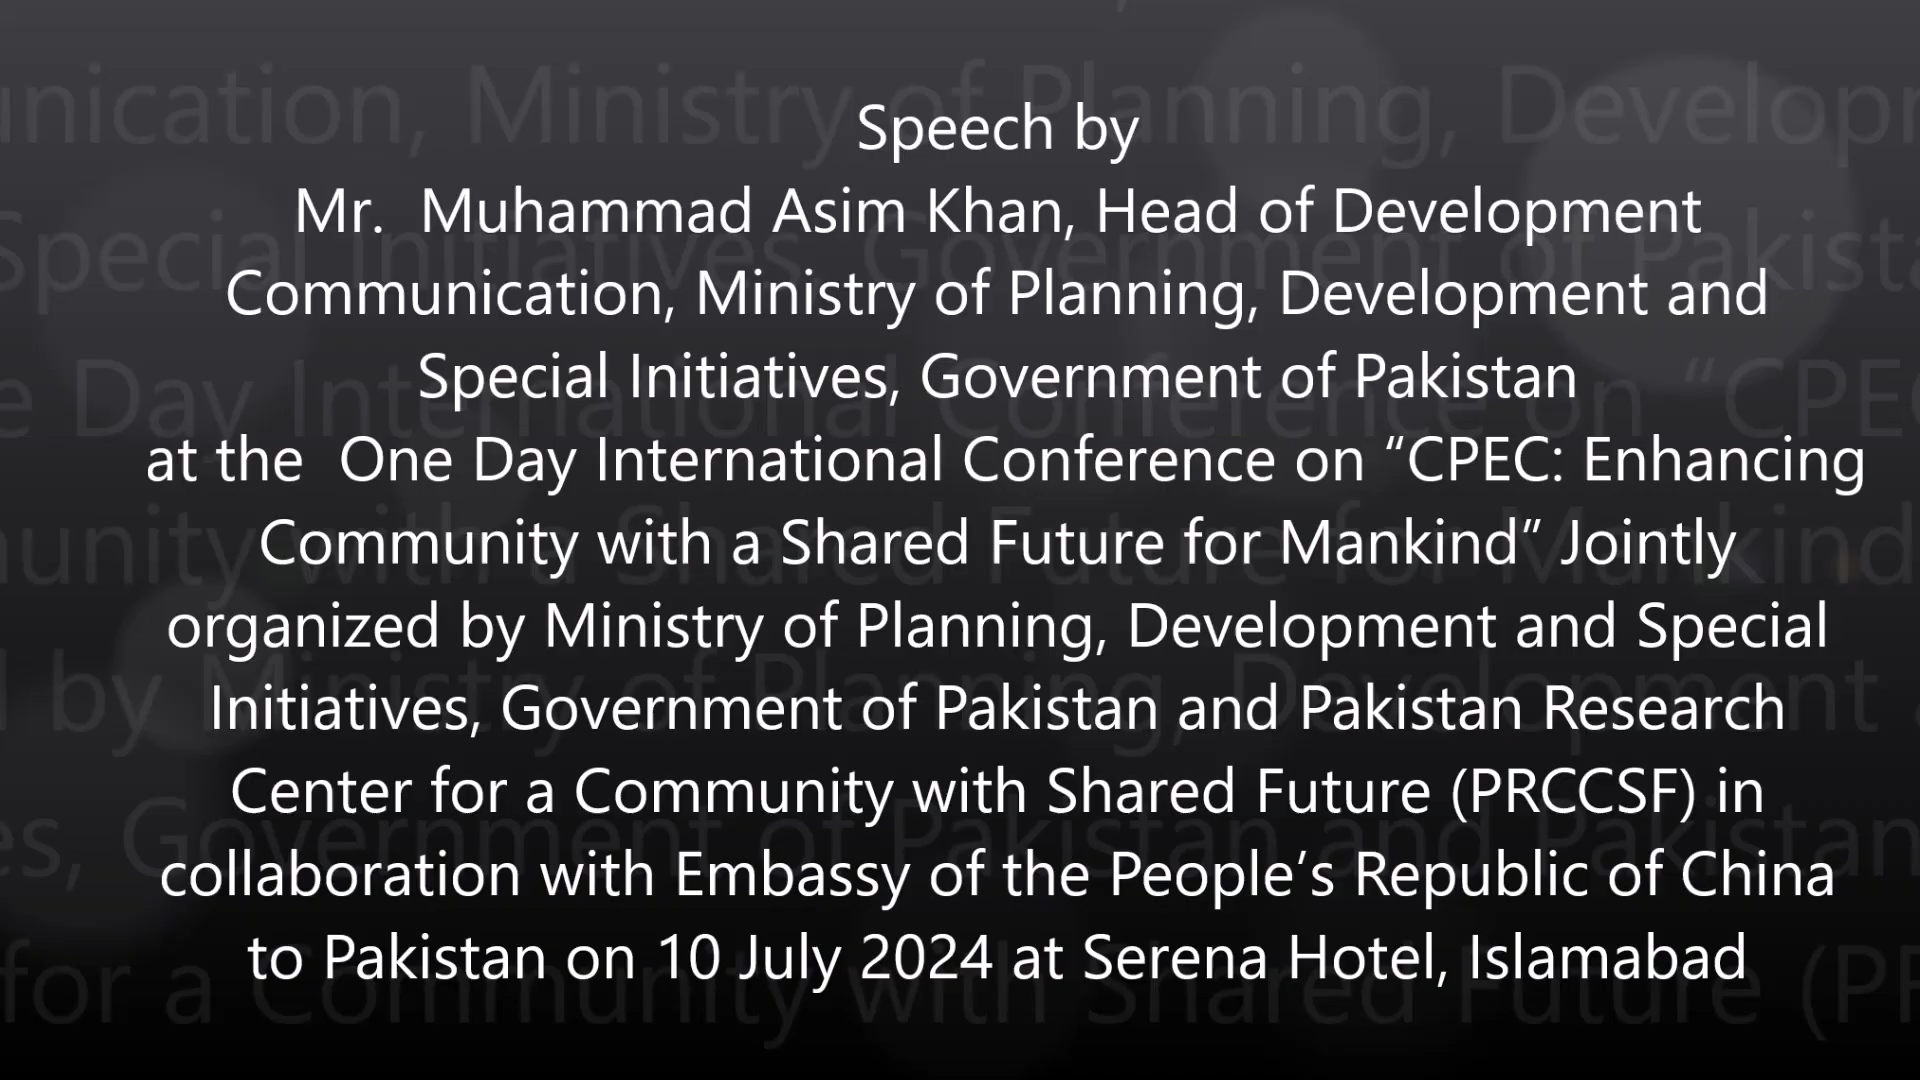 Speech by
Mr.  Muhammad Asim Khan, Head of Development
Communication, Ministry of Planning, Development and
Special Initiatives, Government of Pakistan
at the  One Day International Conference on “CPEC: Enhancing
Community with a Shared Future for Mankind” Jointly
organized by Ministry of Planning, Development and Special
Initiatives, Government of Pakistan and Pakistan Research
Center for a Community with Shared Future (PRCCSF) in
collaboration with Embassy of the People’s Republic of China
to Pakistan on 10 July 2024 at Serena Hotel, Islamabad